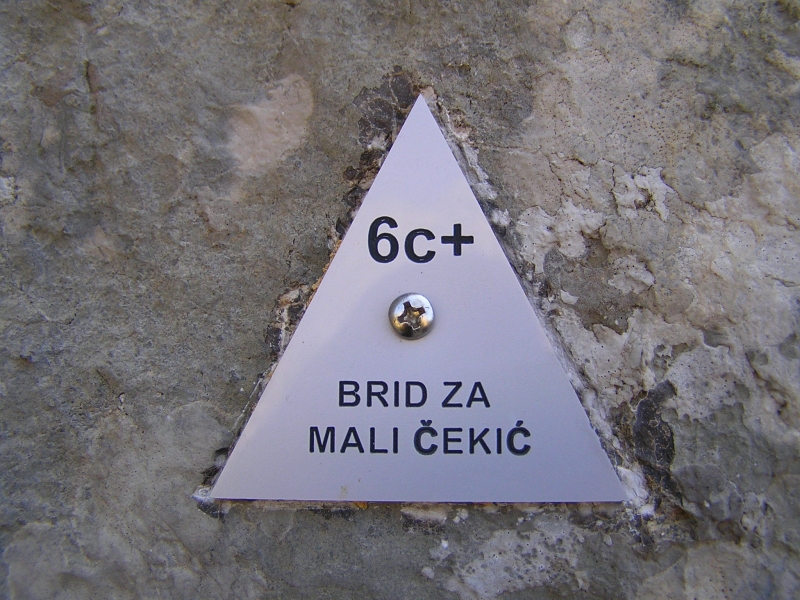 6c+
BRID ZA
MALI ČEKIĆ